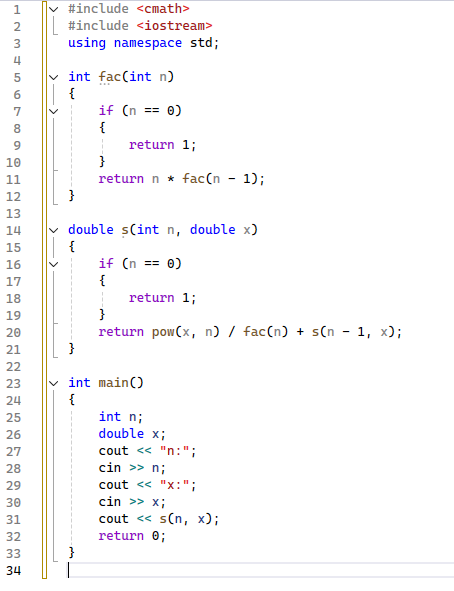 1 #include <cmath>
2 #include <iostream>
3 using namespace std;
4
5 int fac(int n)
6 {
7     if (n == 0)
8     {
9         return 1;
10     }
11     return n * fac(n - 1);
12 }
13
14 double s(int n, double x)
15 {
16     if (n == 0)
17     {
18         return 1;
19     }
20     return pow(x, n) / fac(n) + s(n - 1, x);
21 }
22
23 int main()
24 {
25     int n;
26     double x;
27     cout << "n:";
28     cin >> n;
29     cout << "x:";
30     cin >> x;
31     cout << s(n, x);
32     return 0;
33 }
34